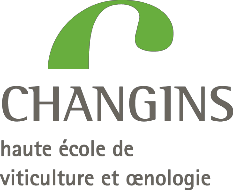 CHANGINS
haute école de
viticulture et œnologie